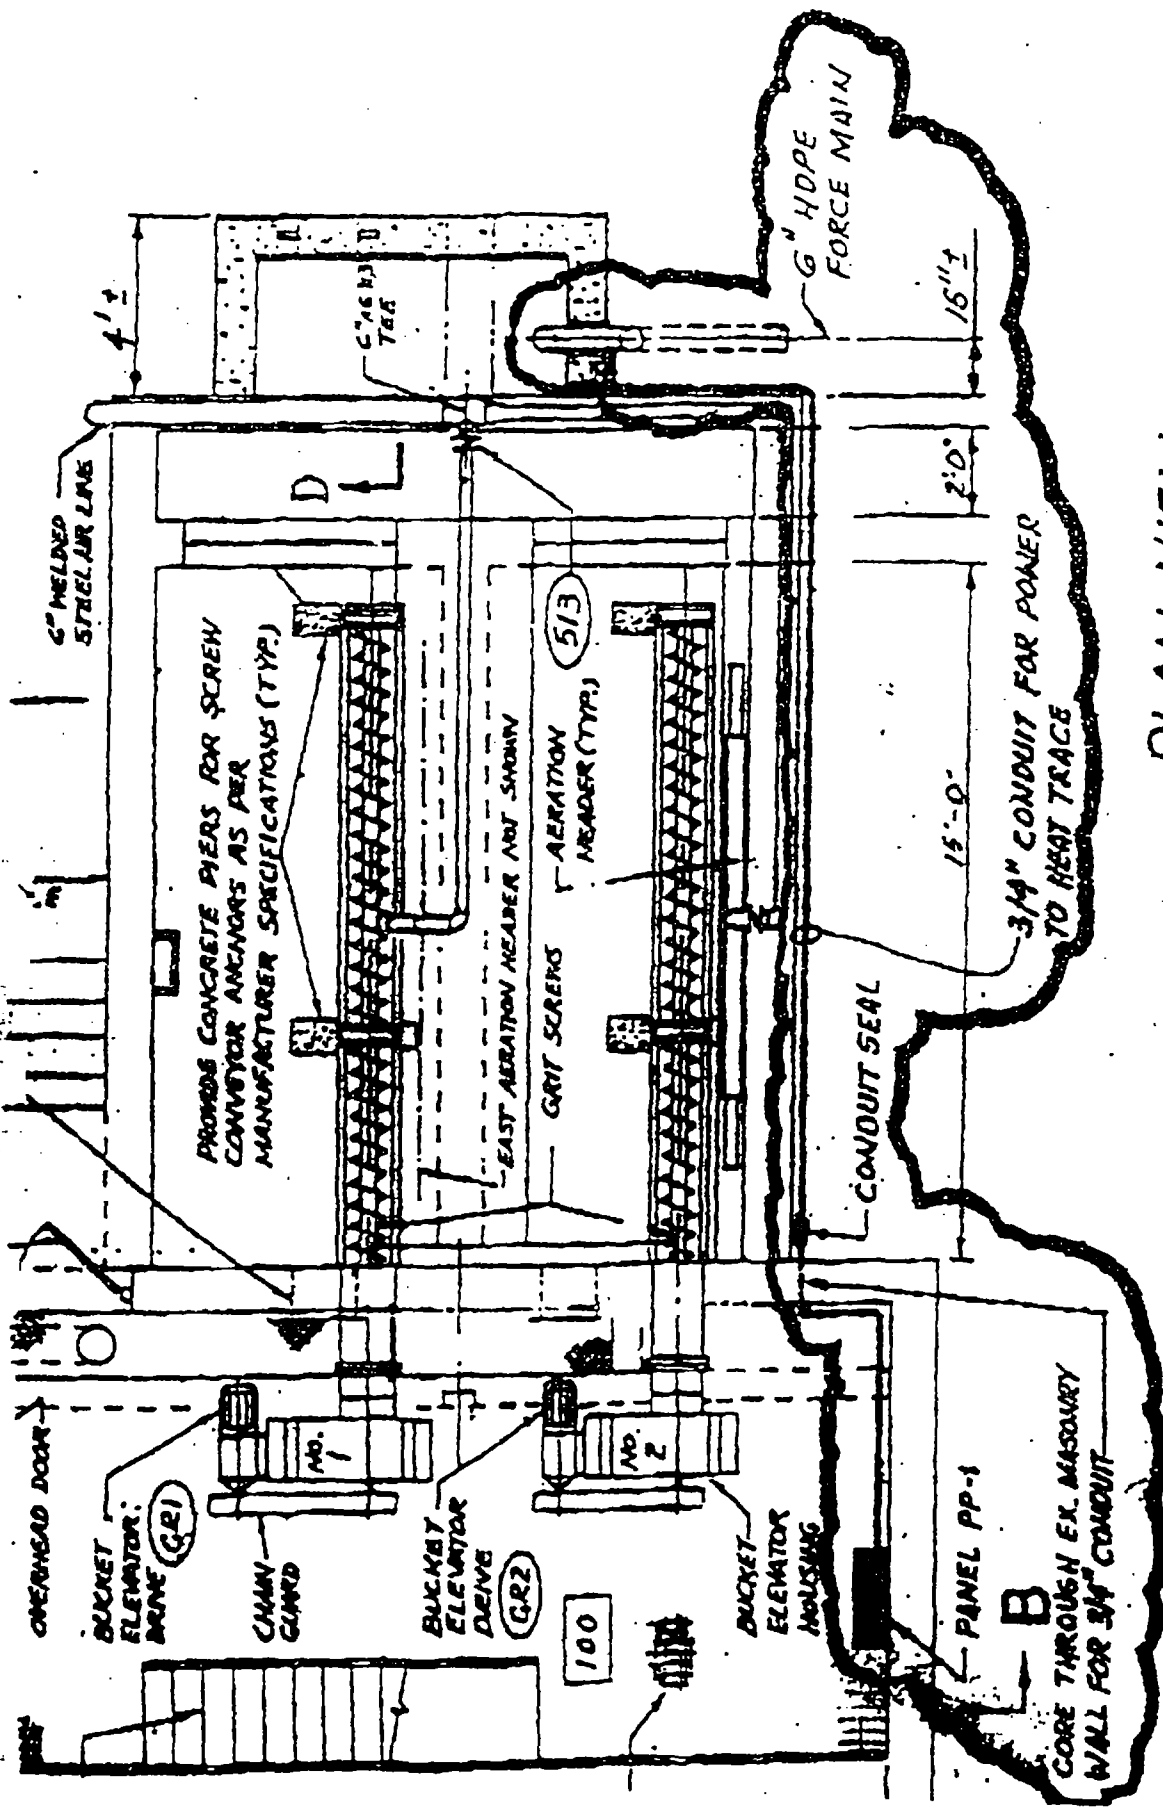 OVERHEAD DOOR
BUCKET
ELEVATOR
DRIVE
GR1
CHAIN
GUARD
BUCKET
ELEVATOR
DRIVE
GR2
100
BUCKET
ELEVATOR
HOUSING
NO.
1
NO.
2
PANEL PP-1
B
CORE THROUGH EX. MASONRY
WALL FOR 3/4" CONDUIT
PROVIDE CONCRETE PIERS FOR SCREW
CONVEYOR ANCHORS AS PER
MANUFACTURER SPECIFICATIONS (TYP.)
EAST AERATION HEADER NOT SHOWN
GRIT SCREWS
AERATION
HEADER (TYP.)
513
CONDUIT SEAL
3/4" CONDUIT FOR POWER
TO HEAT TRACE
15'-0"
2'0"
16"±
6" WELDED
STEEL AIR LINE
D
4'±
TEE
6" HDPE
FORCE MAIN